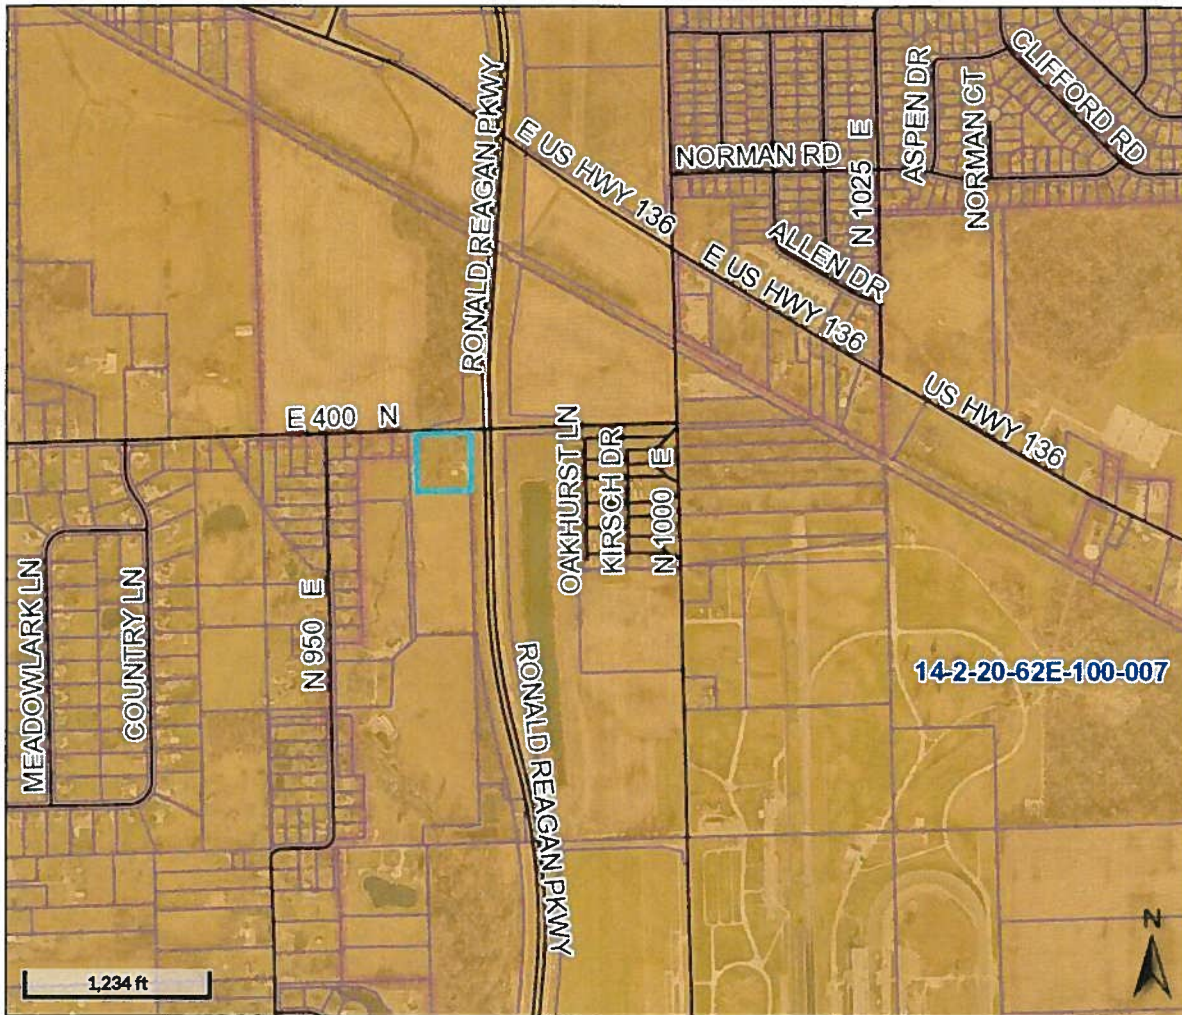 RONALD REAGAN PKWY
E US HWY 136
NORMAN RD
N 1025 E
ASPEN DR
NORMAN CT
CLIFFORD RD
ALLEN DR
E US HWY 136
US HWY 136
E 400 N
OAKHURST LN
KIRSCH DR
N 1000 E
MEADOWLARK LN
COUNTRY LN
N 950 E
RONALD REAGAN PKWY
14-2-20-62E-100-007
N
1,234 ft